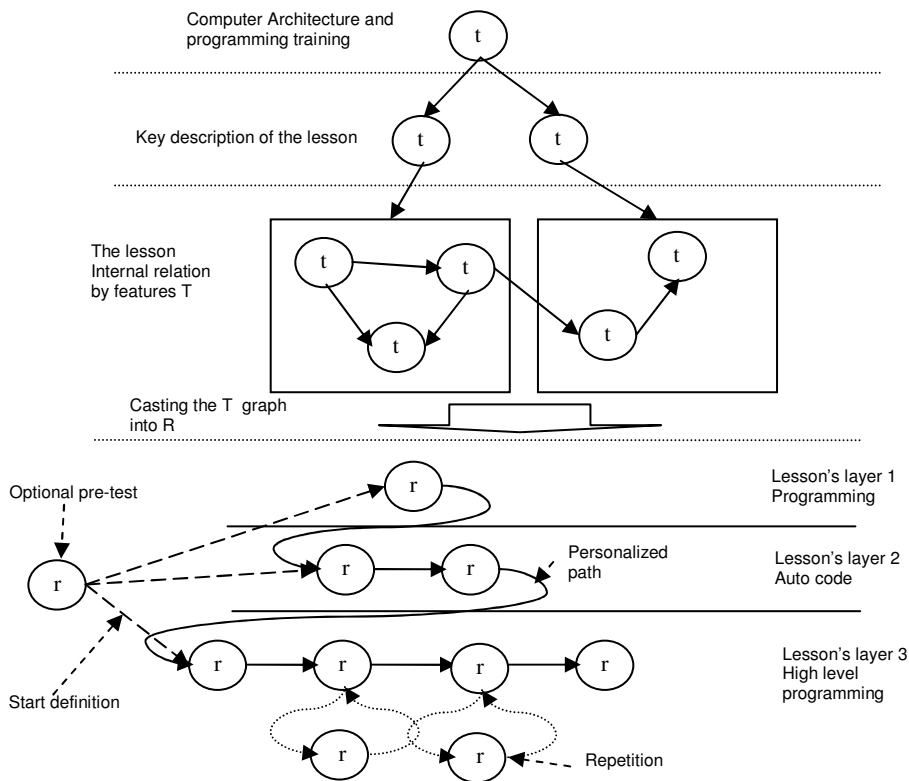 Computer Architecture and
programming training
t
Key description of the lesson
t
t
The lesson
Internal relation
by features T
t
t
t
t
t
Casting the T graph
into R
Optional pre-test
r
Lesson's layer 1
Programming
r
r
r
Personalized
path
Lesson's layer 2
Auto code
r
r
r
r
Lesson's layer 3
High level
programming
Start definition
r
r
Repetition